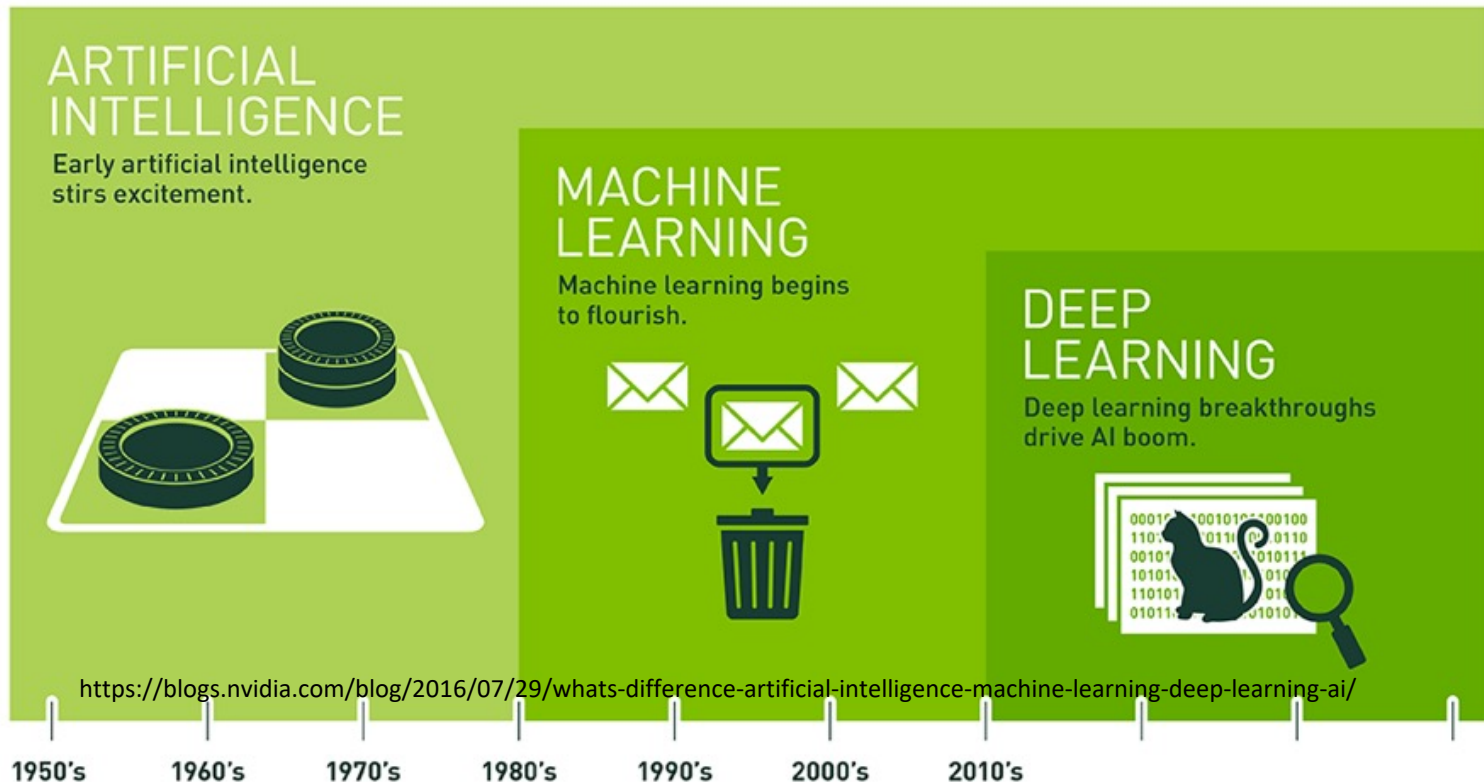 ARTIFICIAL
INTELLIGENCE
Early artificial intelligence
stirs excitement.
MACHINE
LEARNING
Machine learning begins
to flourish.
DEEP
LEARNING
Deep learning breakthroughs
drive AI boom.
https://blogs.nvidia.com/blog/2016/07/29/whats-difference-artificial-intelligence-machine-learning-deep-learning-ai/
1950's 1960's 1970's 1980's 1990's 2000's 2010's